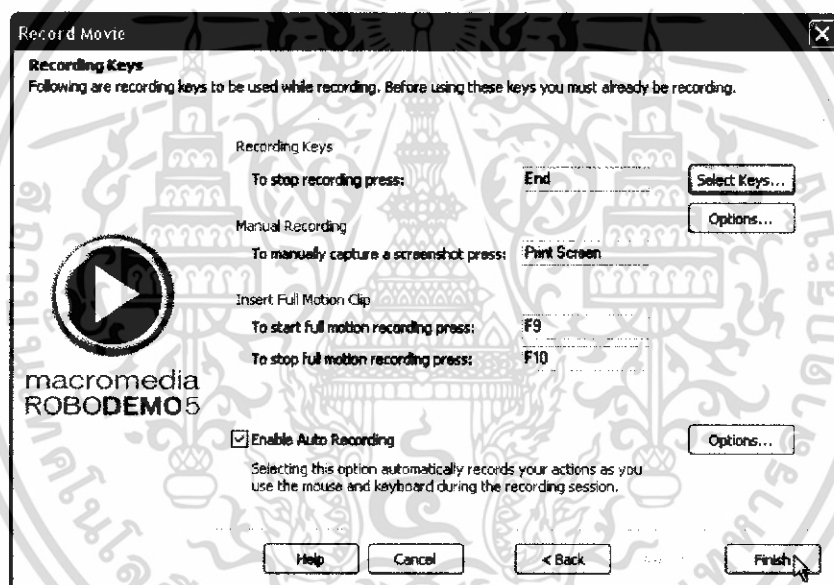 Record Movie
Recording Keys
Following are recording keys to be used while recording. Before using these keys you must already be recording.
Recording Keys
To stop recording press: End Select Keys...
Options...
Manual Recording
To manually capture a screenshot press: Print Screen
Insert Full Motion Clip
To start full motion recording press: F9
To stop full motion recording press: F10
macromedia
ROBODEMO5
Enable Auto Recording Options...
Selecting this option automatically records your actions as you
use the mouse and keyboard during the recording session.
Help Cancel < Back Finish